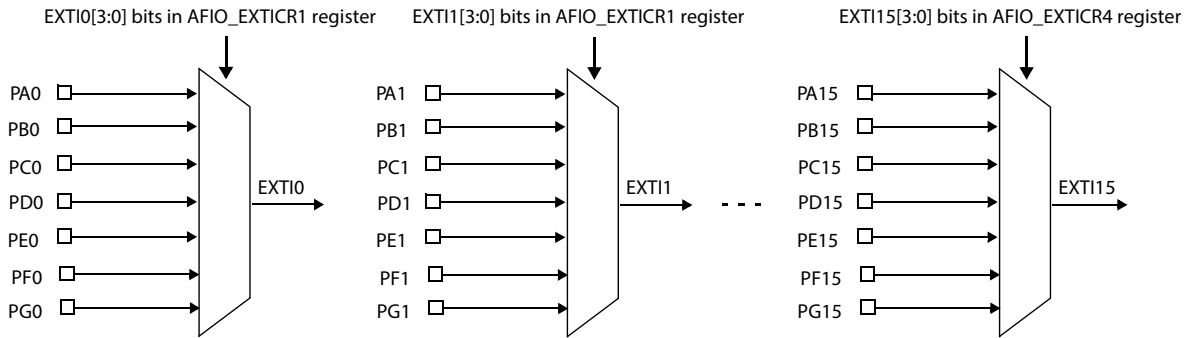 EXTI0[3:0] bits in AFIO_EXTICR1 register
PA0
PB0
PC0
PD0
PE0
PF0
PG0
EXTI0
EXTI1[3:0] bits in AFIO_EXTICR1 register
PA1
PB1
PC1
PD1
PE1
PF1
PG1
EXTI1
EXTI15[3:0] bits in AFIO_EXTICR4 register
PA15
PB15
PC15
PD15
PE15
PF15
PG15
EXTI15